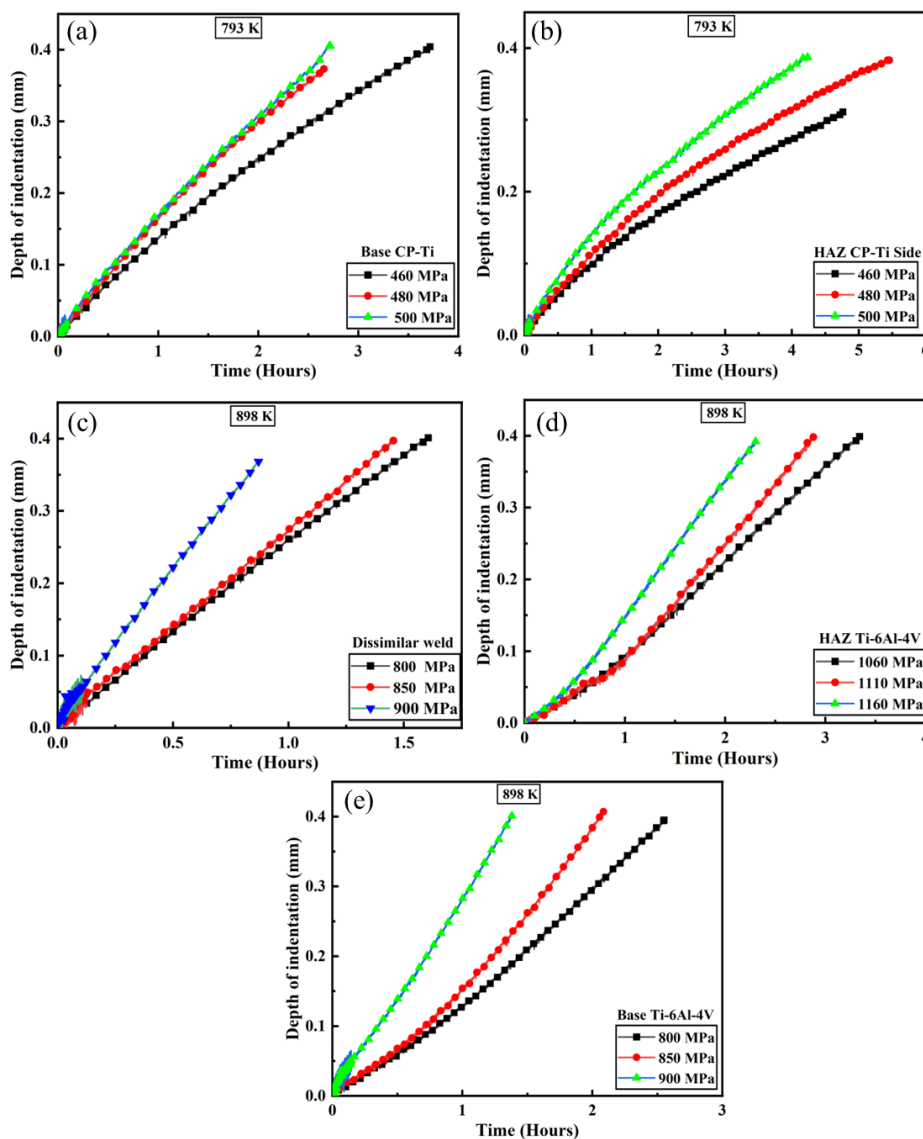 (a)
793 K
Depth of indentation (mm)
0.4
0.3
0.2
0.1
0.0
0
1
2
3
4
Time (Hours)
Base CP-Ti
460 MPa
480 MPa
500 MPa
(b)
793 K
Depth of indentation (mm)
0.4
0.3
0.2
0.1
0.0
0
1
2
3
4
5
6
Time (Hours)
HAZ CP-Ti Side
460 MPa
480 MPa
500 MPa
(c)
898 K
Depth of indentation (mm)
0.4
0.3
0.2
0.1
0.0
0.0
0.5
1.0
1.5
Time (Hours)
Dissimilar weld
800 MPa
850 MPa
900 MPa
(d)
898 K
Depth of indentation (mm)
0.4
0.3
0.2
0.1
0.0
0
1
2
3
4
Time (Hours)
HAZ Ti-6Al-4V
1060 MPa
1110 MPa
1160 MPa
(e)
898 K
Depth of indentation (mm)
0.4
0.3
0.2
0.1
0.0
0
1
2
3
Time (Hours)
Base Ti-6Al-4V
800 MPa
850 MPa
900 MPa